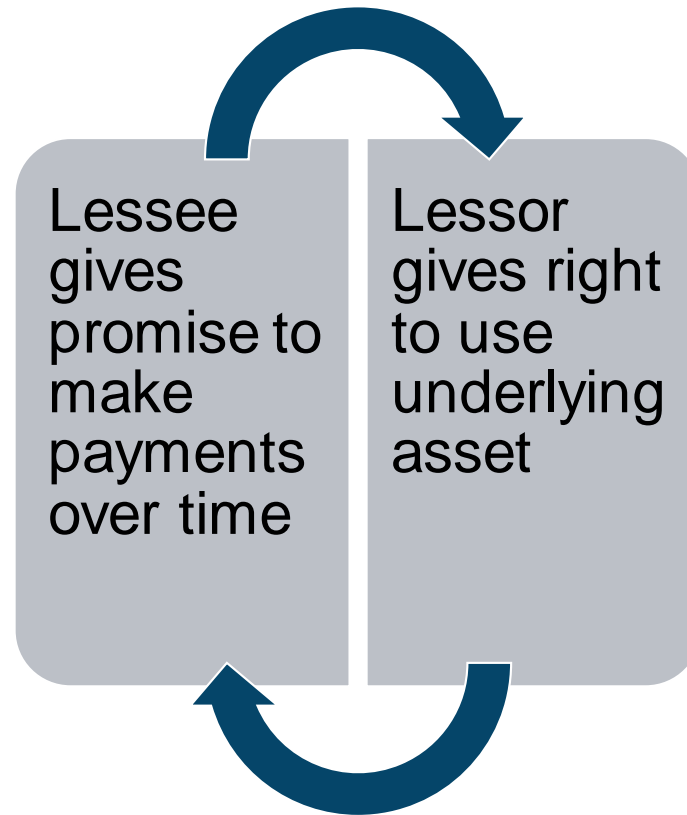 Lessee
gives
promise to
make
payments
over time
Lessor
gives right
to use
underlying
asset